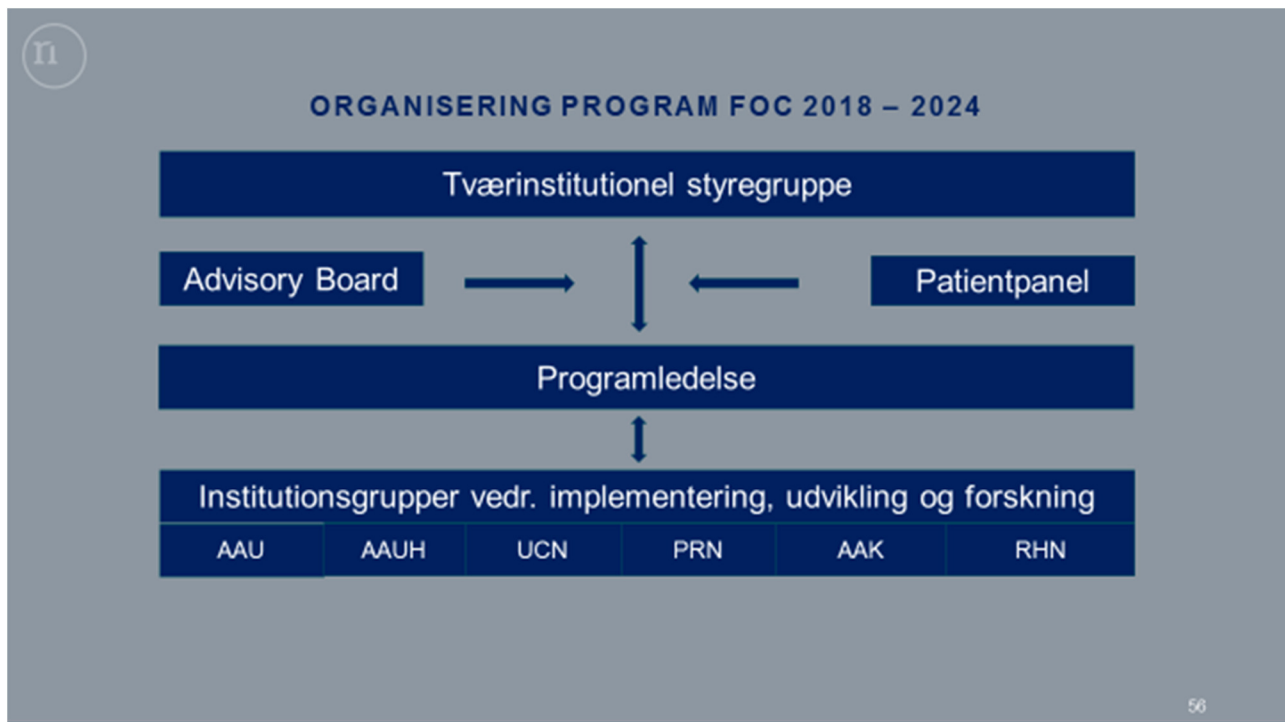 rn
ORGANISERING PROGRAM FOC 2018 – 2024
Tværinstitutionel styregruppe
Advisory Board
Patientpanel
Programledelse
Institutionsgrupper vedr. implementering, udvikling og forskning
AAU AAUH UCN PRN AAK RHN
56